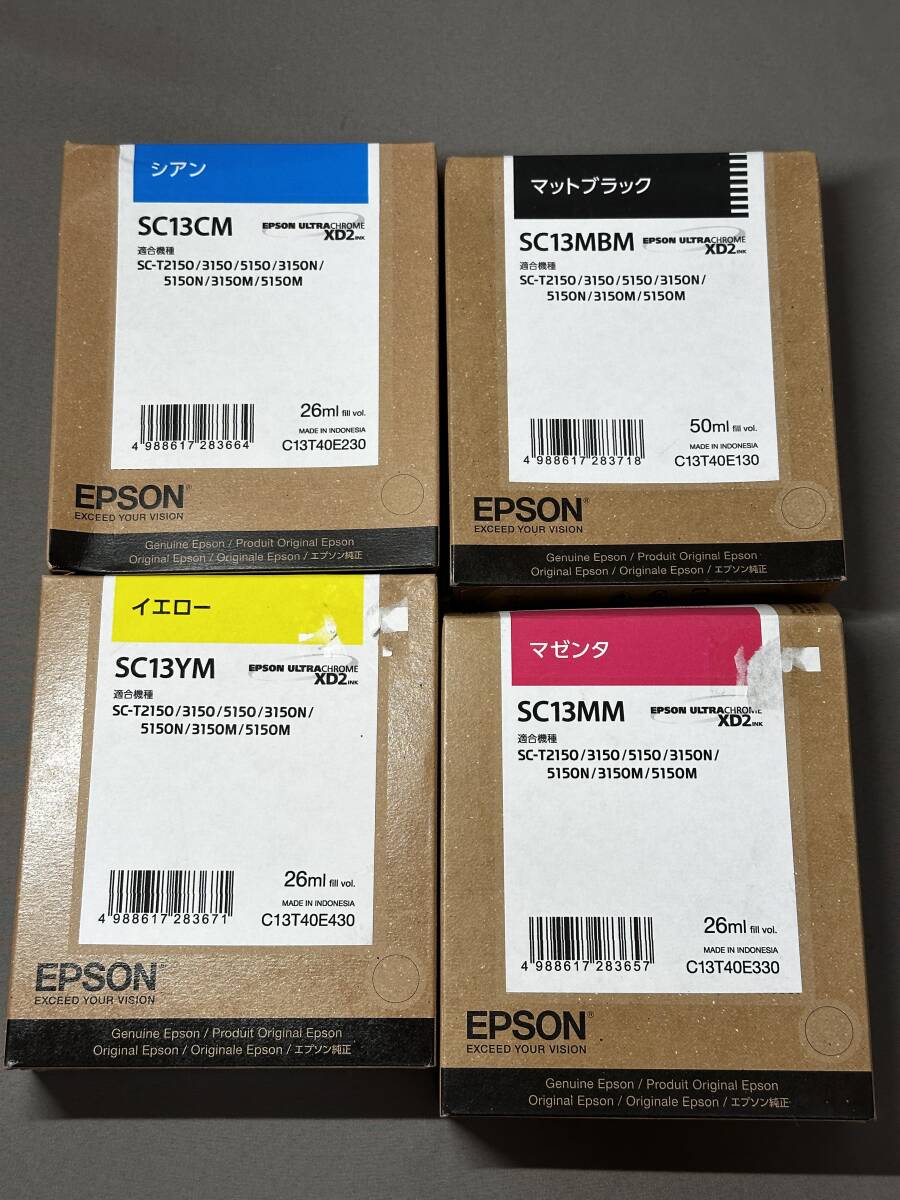 シアン
SC13CM
EPSON ULTRACHROME
XD2 INK
適合機種
SC-T2150/3150/5150/3150N/
5150N/3150M/5150M
26ml fill vol.
MADE IN INDONESIA
4 988617 283664
C13T40E230
EPSON®
EXCEED YOUR VISION
Genuine Epson / Produit Original Epson
Original Epson / Originale Epson / エプソン純正
マットブラック
SC13MBM
EPSON ULTRACHROME
XD2 INK
適合機種
SC-T2150/3150/5150/3150N/
5150N/3150M/5150M
50ml fill vol.
MADE IN INDONESIA
4 988617 283718
C13T40E130
EPSON®
EXCEED YOUR VISION
Genuine Epson / Produit Original Epson
Original Epson / Originale Epson / エプソン純正
イエロー
SC13YM
EPSON ULTRACHROME
XD2 INK
適合機種
SC-T2150/3150/5150/3150N/
5150N/3150M/5150M
26ml fill vol.
MADE IN INDONESIA
4 988617 283671
C13T40E430
EPSON®
EXCEED YOUR VISION
Genuine Epson / Produit Original Epson
Original Epson / Originale Epson / エプソン純正
マゼンタ
SC13MM
EPSON ULTRACHROME
XD2 INK
適合機種
SC-T2150/3150/5150/3150N/
5150N/3150M/5150M
26ml fill vol.
MADE IN INDONESIA
4 988617 283657
C13T40E330
EPSON®
EXCEED YOUR VISION
Genuine Epson / Produit Original Epson
Original Epson / Originale Epson / エプソン純正